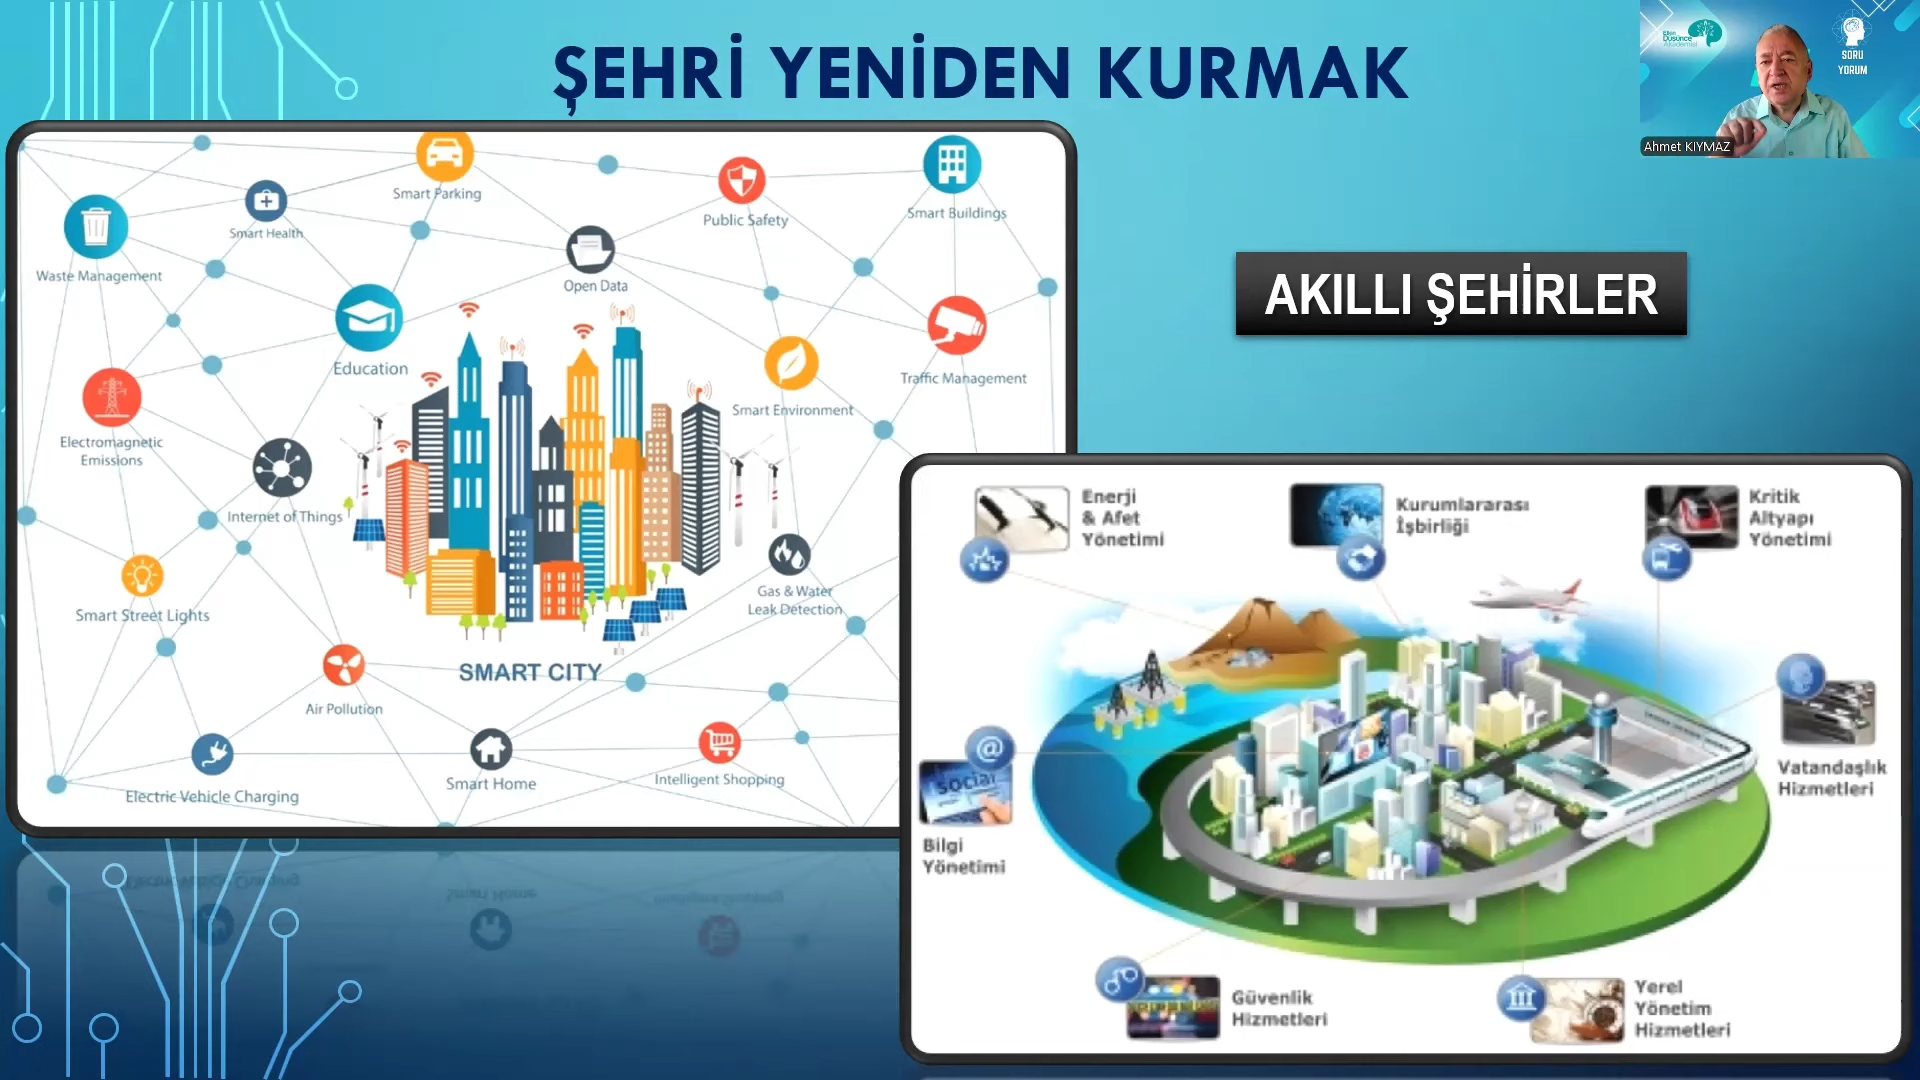 ŞEHRİ YENİDEN KURMAK
Düşünce
Akademisi
SORU
YORUM
Ahmet KIYMAZ
AKILLI ŞEHİRLER
Smart Parking
Smart Health
Waste Management
Public Safety
Smart Buildings
Open Data
Education
Traffic Management
Smart Environment
Electromagnetic
Emissions
Internet of Things
Smart Street Lights
Gas & Water
Leak Detection
SMART CITY
Air Pollution
Electric Vehicle Charging
Smart Home
Intelligent Shopping
Enerji
& Afet
Yönetimi
Kurumlararası
İşbirliği
Kritik
Altyapı
Yönetimi
Vatandaşlık
Hizmetleri
social
Bilgi
Yönetimi
Güvenlik
Hizmetleri
Yerel
Yönetim
Hizmetleri